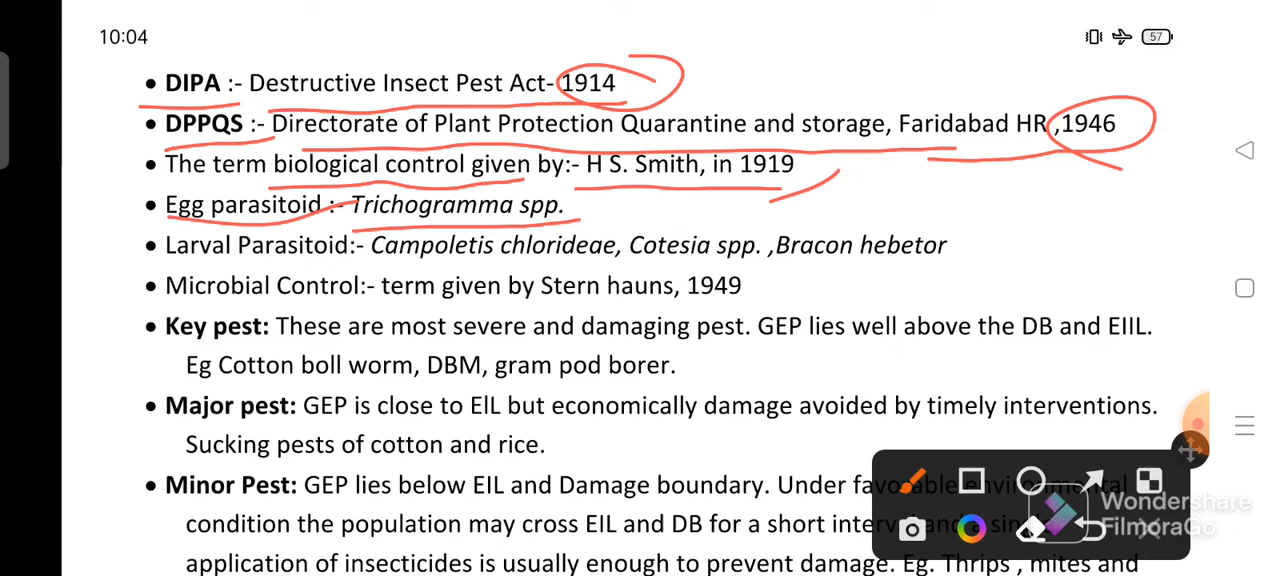 10:04
57
• DIPA :- Destructive Insect Pest Act- 1914
• DPPQS :- Directorate of Plant Protection Quarantine and storage, Faridabad HR ,1946
• The term biological control given by:- H S. Smith, in 1919
• Egg parasitoid :- Trichogramma spp.
• Larval Parasitoid:- Campoletis chlorideae, Cotesia spp. ,Bracon hebetor
• Microbial Control:- term given by Stern hauns, 1949
• Key pest: These are most severe and damaging pest. GEP lies well above the DB and EIIL.
Eg Cotton boll worm, DBM, gram pod borer.
• Major pest: GEP is close to ElL but economically damage avoided by timely interventions.
Sucking pests of cotton and rice.
• Minor Pest: GEP lies below EIL and Damage boundary. Under favorable environmental
condition the population may cross EIL and DB for a short interv and a sin
application of insecticides is usually enough to prevent damage. Eg. Thrips , mites and
Wondershare
FilmoraGo